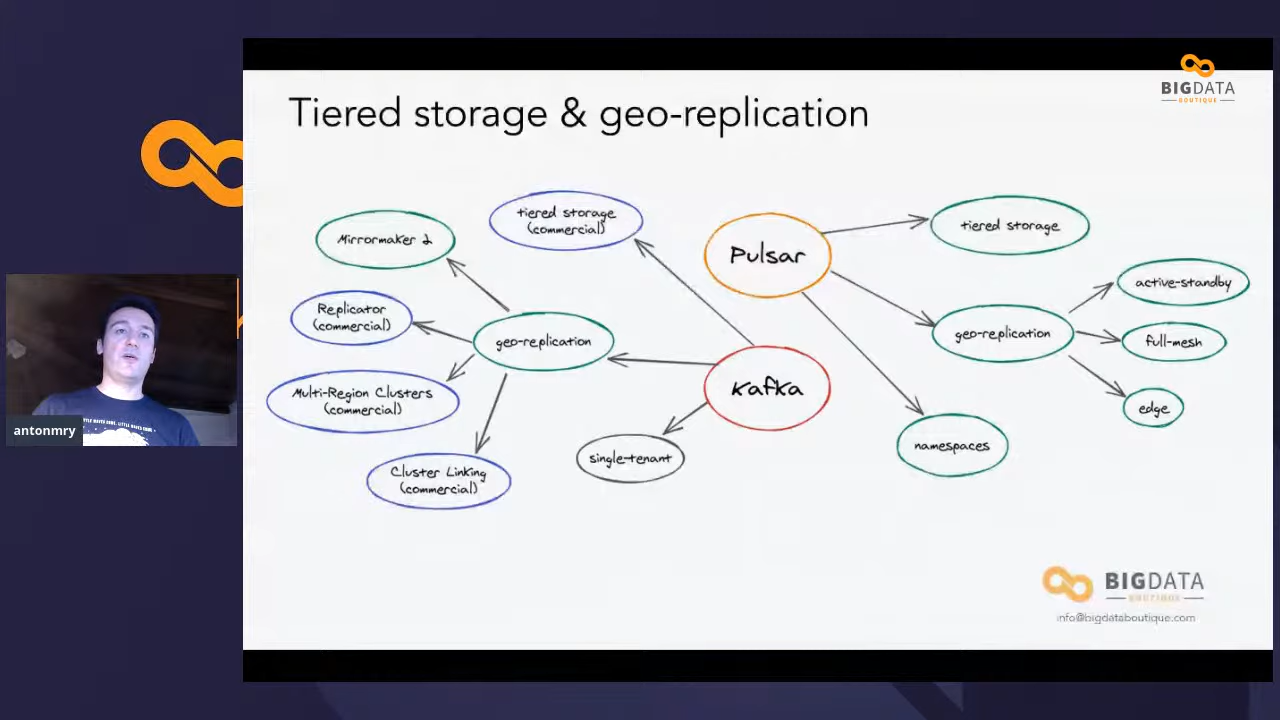 BIGDATA
BOUTIQUE
Tiered storage & geo-replication
tiered storage
(commercial)
Mirrormaker 2
Pulsar
tiered storage
active-standby
Replicator
(commercial)
geo-replication
geo-replication
full-mesh
Multi-Region Clusters
(commercial)
Kafka
edge
namespaces
single-tenant
Cluster Linking
(commercial)
antonmry
BIGDATA
BOUTIQUE
info@bigdataboutique.com